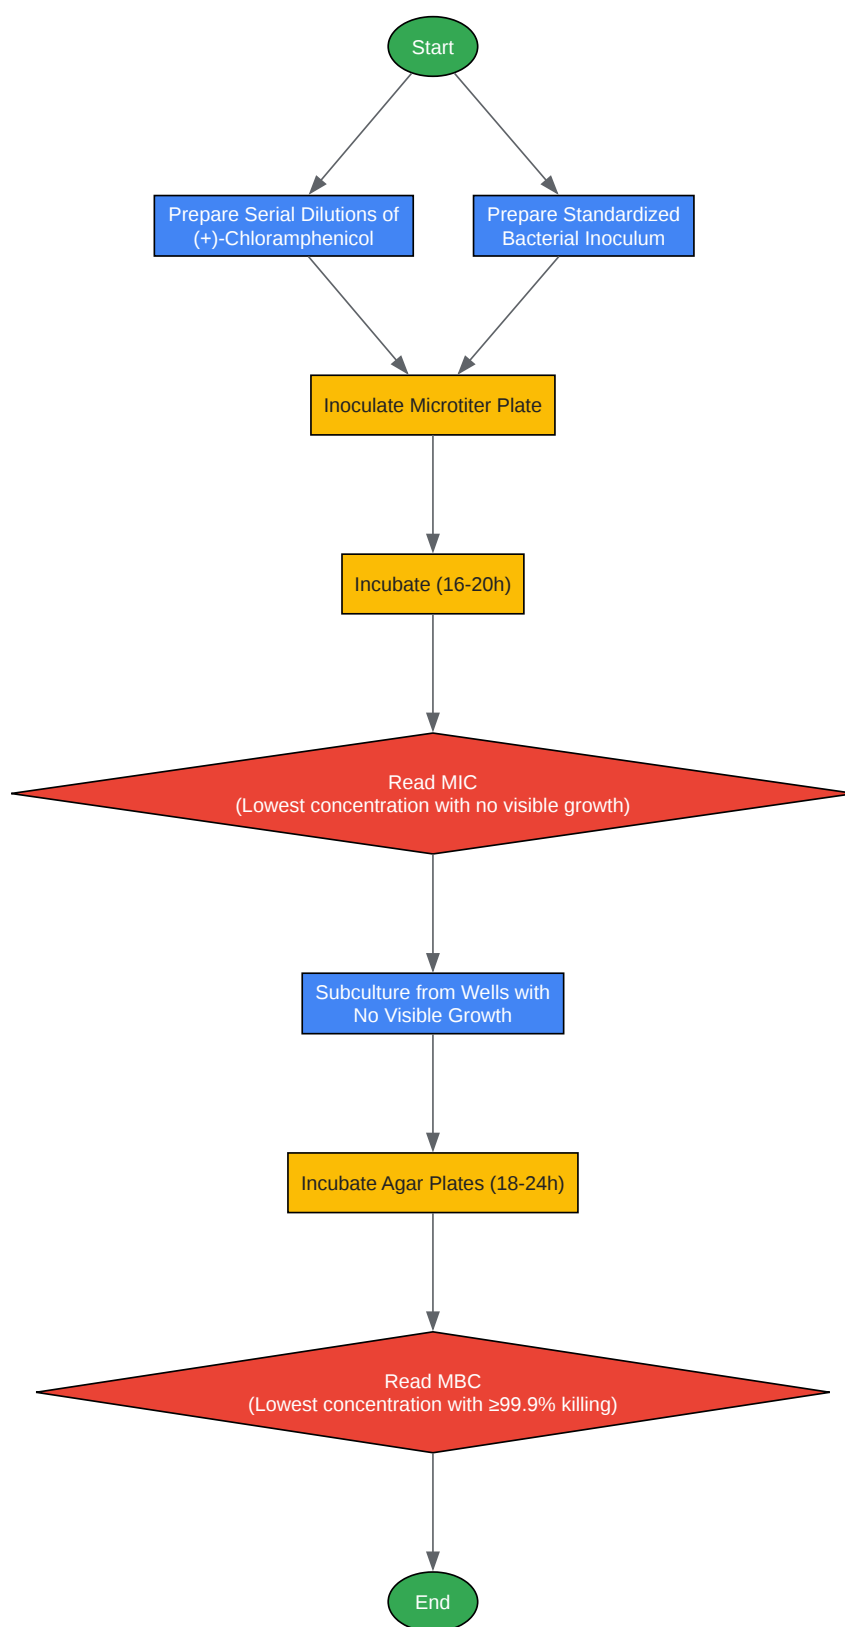 Start
Prepare Serial Dilutions of
(+)-Chloramphenicol
Prepare Standardized
Bacterial Inoculum
Inoculate Microtiter Plate
Incubate (16-20h)
Read MIC
(Lowest concentration with no visible growth)
Subculture from Wells with
No Visible Growth
Incubate Agar Plates (18-24h)
Read MBC
(Lowest concentration with ≥99.9% killing)
End